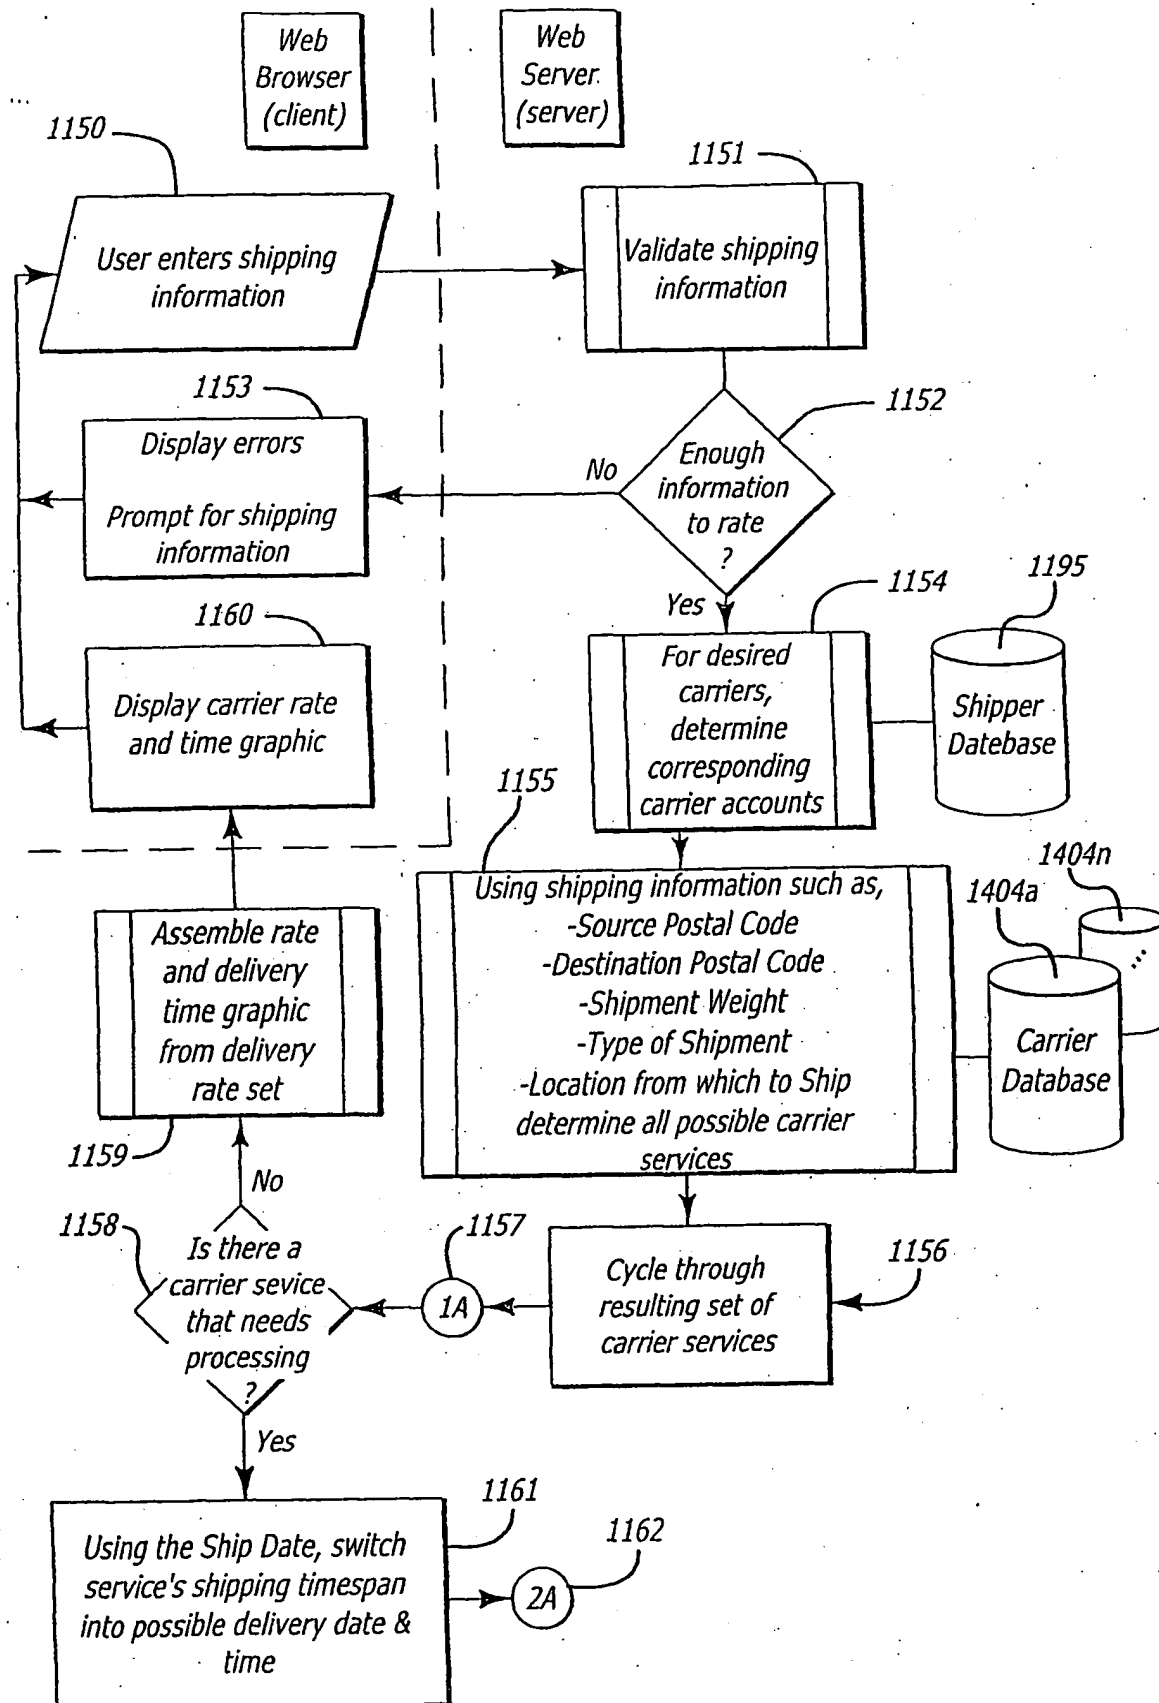 Web
Browser
(client)
Web
Server.
(server)
1150
1151
User enters shipping
information
Validate shipping
information
1153
1152
Display errors
Prompt for shipping
information
No
Enough
information
to rate
?
Yes
1154
1195
1160
Display carrier rate
and time graphic
For desired
carriers,
determine
corresponding
carrier accounts
Shipper
Datebase
1155
1404n
1404a
Using shipping information such as,
-Source Postal Code
-Destination Postal Code
-Shipment Weight
-Type of Shipment
-Location from which to Ship
determine all possible carrier
services
Carrier
Database
...
Assemble rate
and delivery
time graphic
from delivery
rate set
1159
No
1158
1157
1156
Is there a
carrier sevice
that needs
processing
?
1A
Cycle through
resulting set of
carrier services
Yes
1161
Using the Ship Date, switch
service's shipping timespan
into possible delivery date &
time
1162
2A